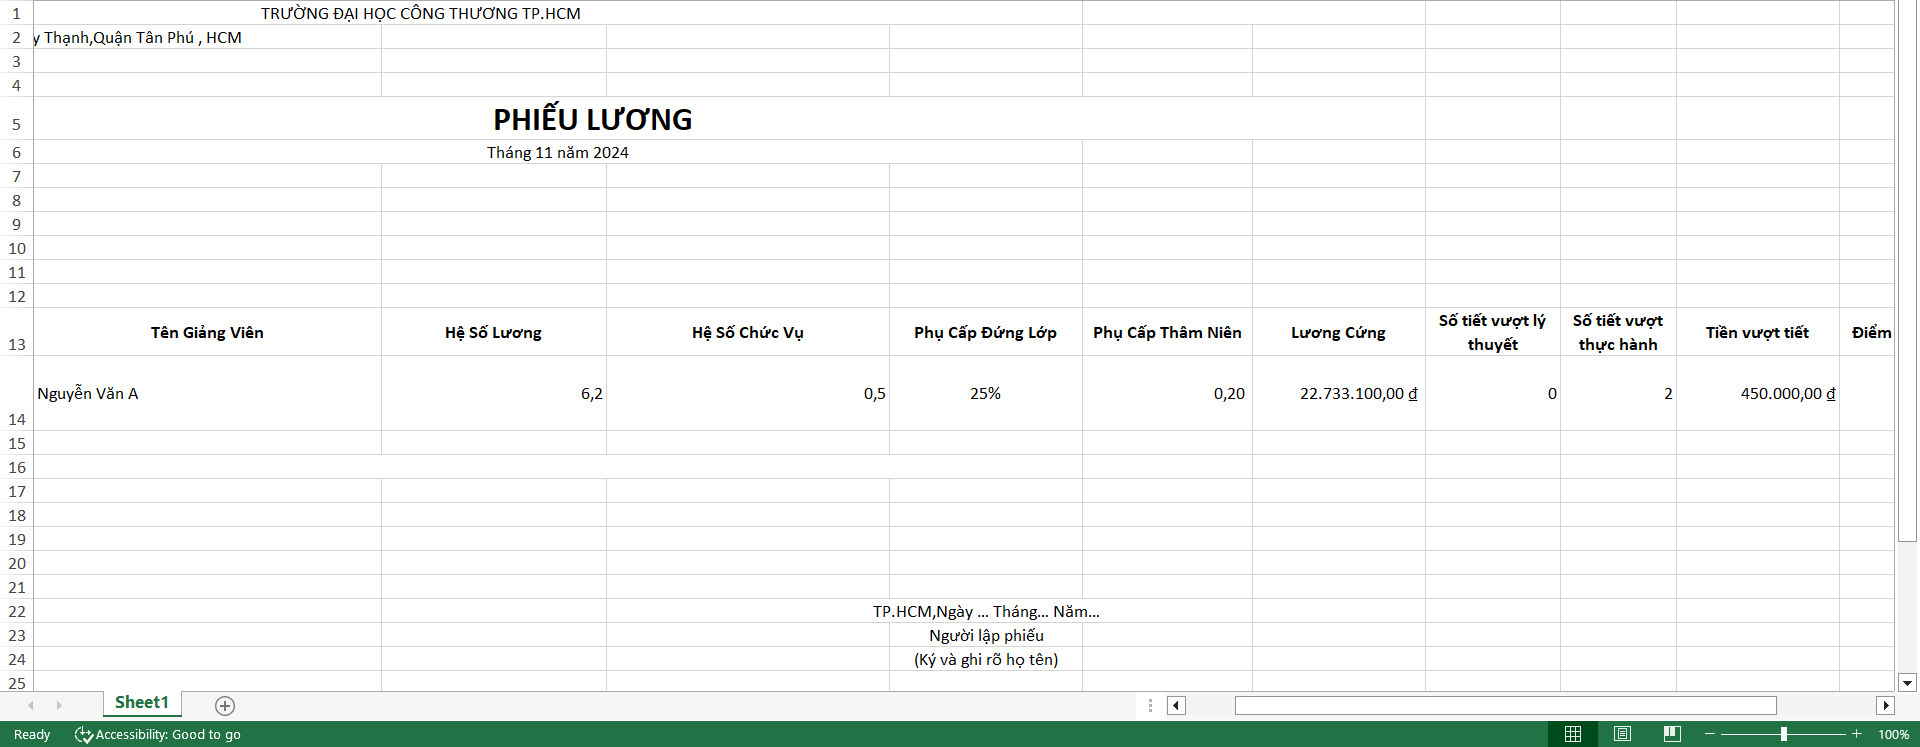 1 TRƯỜNG ĐẠI HỌC CÔNG THƯƠNG TP.HCM
2 y Thạnh,Quận Tân Phú , HCM
3
4
5 PHIẾU LƯƠNG
6 Tháng 11 năm 2024
7
8
9
10
11
12
13 Tên Giảng Viên Hệ Số Lương Hệ Số Chức Vụ Phụ Cấp Đứng Lớp Phụ Cấp Thâm Niên Lương Cứng Số tiết vượt lý thuyết Số tiết vượt thực hành Tiền vượt tiết Điểm
14 Nguyễn Văn A 6,2 0,5 25% 0,20 22.733.100,00 ₫ 0 2 450.000,00 ₫
15
16
17
18
19
20
21
22 TP.HCM,Ngày ... Tháng... Năm...
23 Người lập phiếu
24 (Ký và ghi rõ họ tên)
25
Sheet1
Ready Accessibility: Good to go 100%